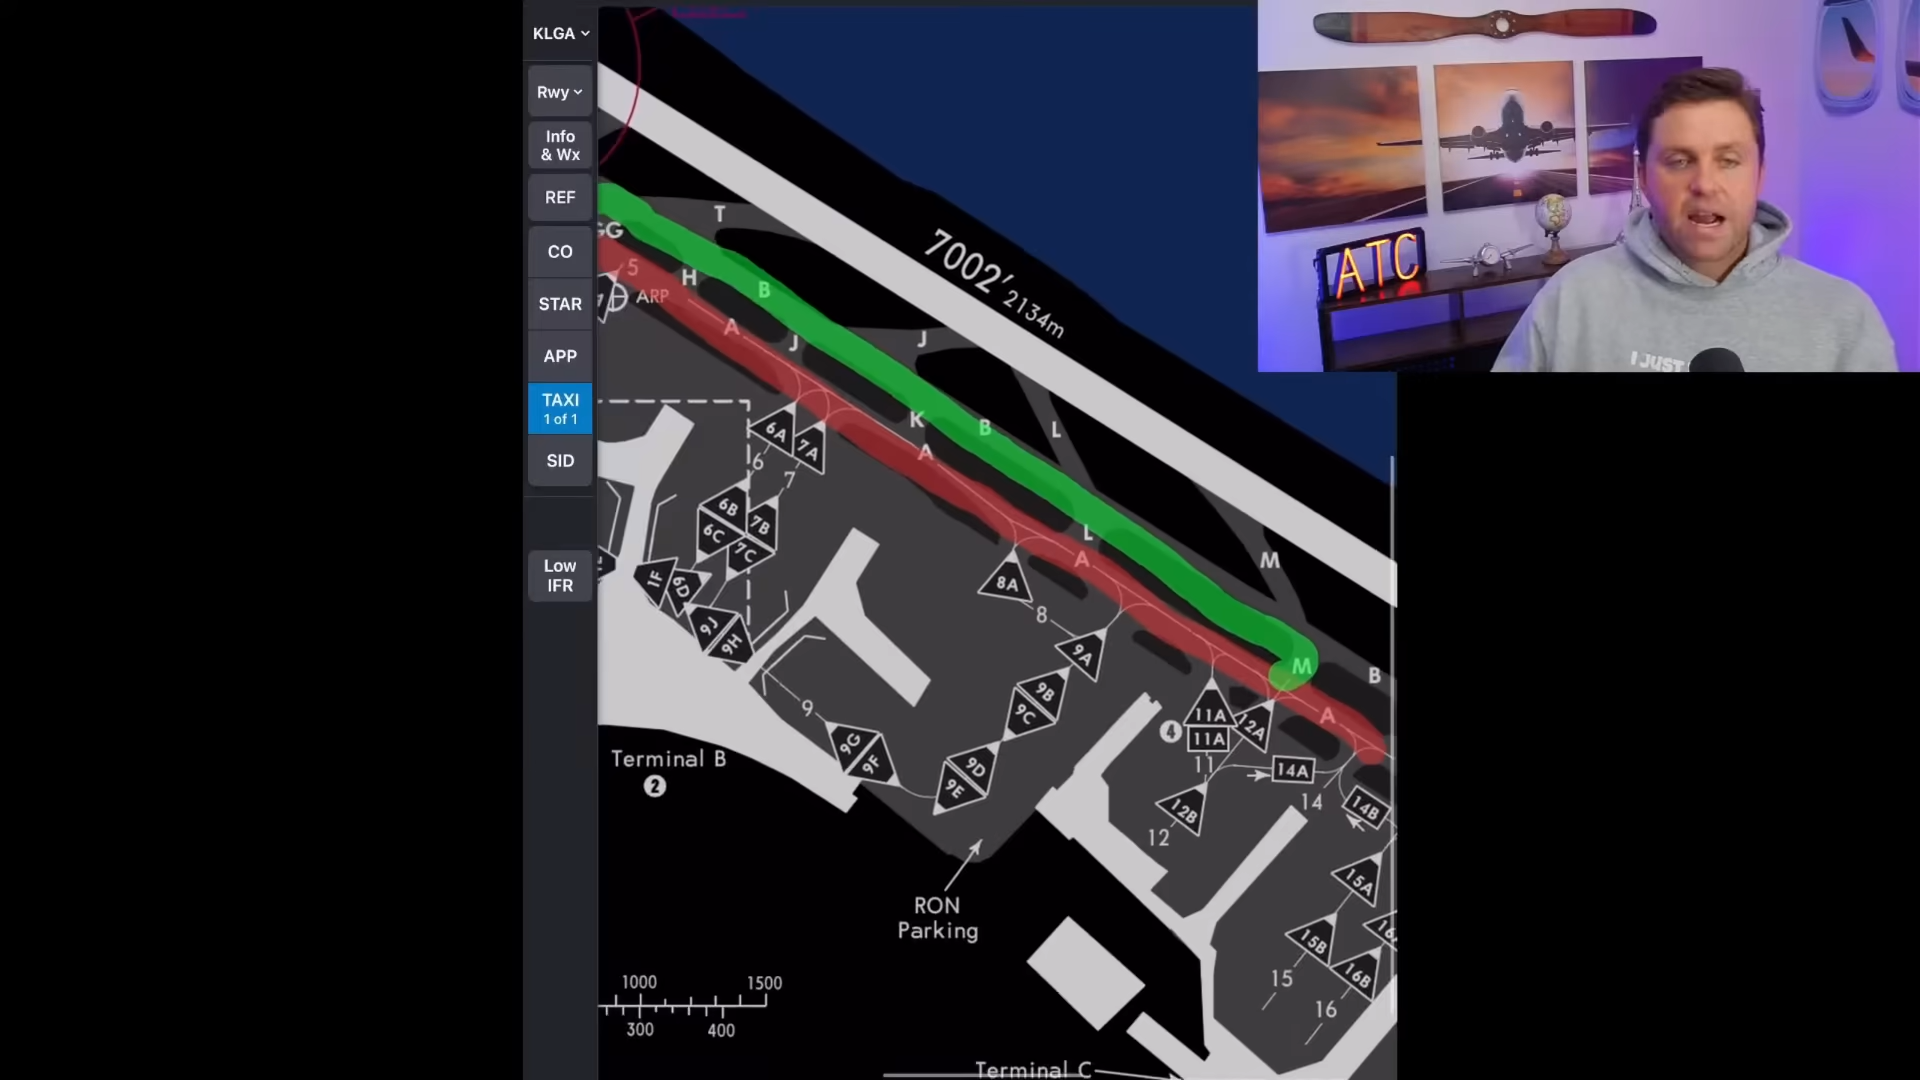 KLGA
Rwy
Info
& Wx
REF
CO
STAR
APP
TAXI
1 of 1
SID
Low
IFR
T
7002′
2134m
5
ARP
H
B
A
J
J
K
B
L
A
L
A
M
M
B
A
6A
7A
6
7
6B
7B
6C
7C
1F
6D
9J
9H
8A
8
9A
9B
9C
9
9G
9F
9D
9E
4
11A
12A
11A
11
14A
14
14B
12B
12
15A
15B
16B
15
16
Terminal B
2
RON
Parking
1000 1500
300 400
Terminal C
ATC
I JUST